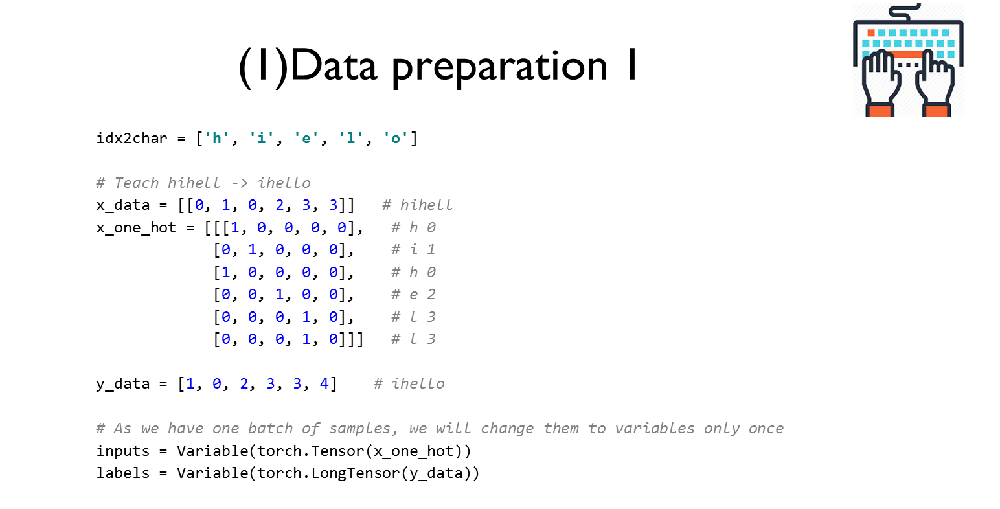 (1)Data preparation 1
idx2char = ['h', 'i', 'e', 'l', 'o']
# Teach hihell -> ihello
x_data = [[0, 1, 0, 2, 3, 3]]   # hihell
x_one_hot = [[[1, 0, 0, 0, 0],   # h 0
[0, 1, 0, 0, 0],    # i 1
[1, 0, 0, 0, 0],    # h 0
[0, 0, 1, 0, 0],    # e 2
[0, 0, 0, 1, 0],    # l 3
[0, 0, 0, 1, 0]]]   # l 3
y_data = [1, 0, 2, 3, 3, 4]    # ihello
# As we have one batch of samples, we will change them to variables only once
inputs = Variable(torch.Tensor(x_one_hot))
labels = Variable(torch.LongTensor(y_data))